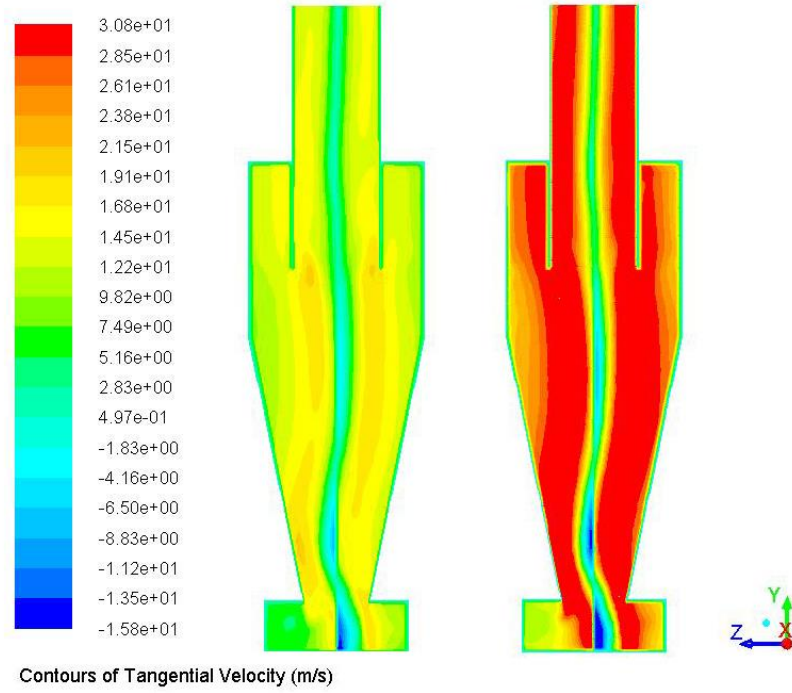 3.08e+01
2.85e+01
2.61e+01
2.38e+01
2.15e+01
1.91e+01
1.68e+01
1.45e+01
1.22e+01
9.82e+00
7.49e+00
5.16e+00
2.83e+00
4.97e-01
-1.83e+00
-4.16e+00
-6.50e+00
-8.83e+00
-1.12e+01
-1.35e+01
-1.58e+01
Y
Z X
Contours of Tangential Velocity (m/s)